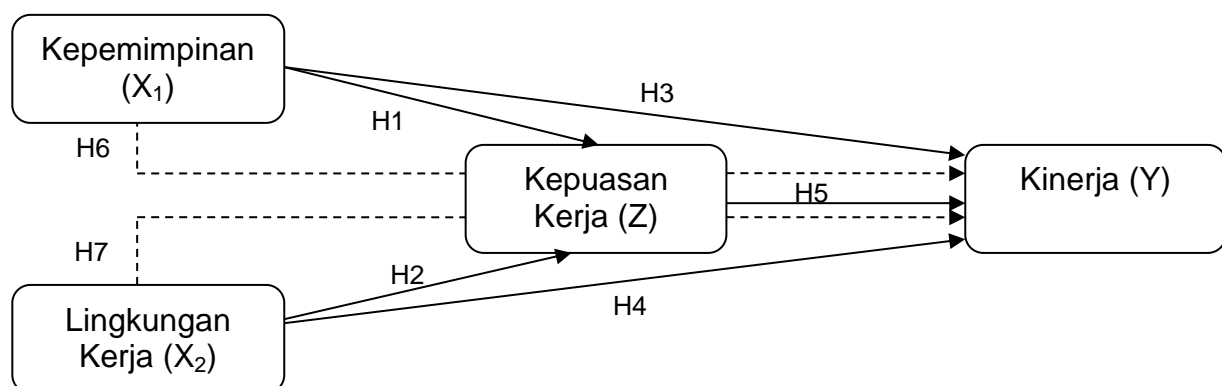 Kepemimpinan
(X₁)
H3
H1
H6
Kepuasan
Kerja (Z)
H5
Kinerja (Y)
H7
H2
H4
Lingkungan
Kerja (X₂)